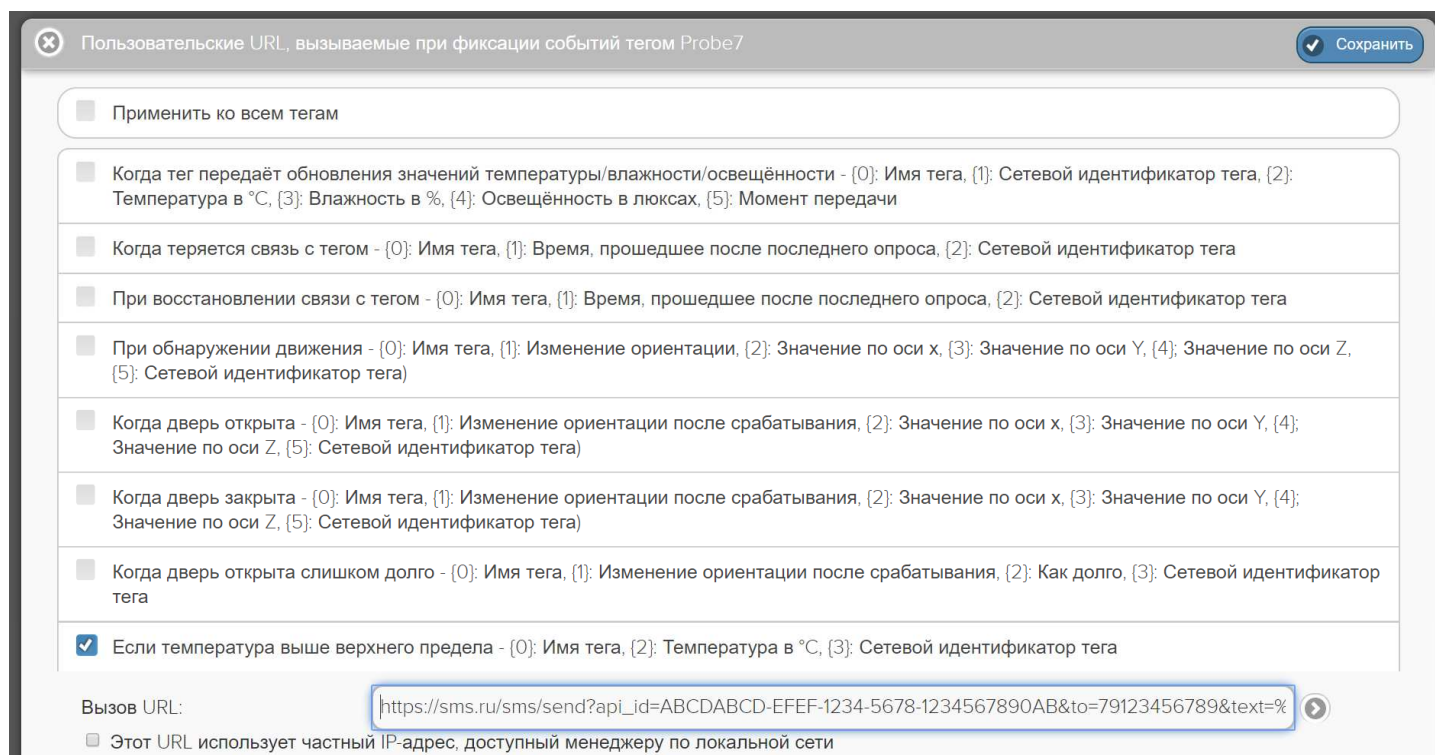 Пользовательские URL, вызываемые при фиксации событий тегом Probe7
Сохранить
Применить ко всем тегам
Когда тег передаёт обновления значений температуры/влажности/освещённости - {0}: Имя тега, {1}: Сетевой идентификатор тега, {2}:
Температура в °C, {3}: Влажность в %, {4}: Освещённость в люксах, {5}: Момент передачи
Когда теряется связь с тегом - {0}: Имя тега, {1}: Время, прошедшее после последнего опроса, {2}: Сетевой идентификатор тега
При восстановлении связи с тегом - {0}: Имя тега, {1}: Время, прошедшее после последнего опроса, {2}: Сетевой идентификатор тега
При обнаружении движения - {0}: Имя тега, {1}: Изменение ориентации, {2}: Значение по оси x, {3}: Значение по оси Y, {4}; Значение по оси Z,
{5}: Сетевой идентификатор тега)
Когда дверь открыта - {0}: Имя тега, {1}: Изменение ориентации после срабатывания, {2}: Значение по оси x, {3}: Значение по оси Y, {4};
Значение по оси Z, {5}: Сетевой идентификатор тега)
Когда дверь закрыта - {0}: Имя тега, {1}: Изменение ориентации после срабатывания, {2}: Значение по оси x, {3}: Значение по оси Y, {4};
Значение по оси Z, {5}: Сетевой идентификатор тега)
Когда дверь открыта слишком долго - {0}: Имя тега, {1}: Изменение ориентации после срабатывания, {2}: Как долго, {3}: Сетевой идентификатор
тега
Если температура выше верхнего предела - {0}: Имя тега, {2}: Температура в °C, {3}: Сетевой идентификатор тега
Вызов URL: https://sms.ru/sms/send?api_id=ABCDABCD-EFEF-1234-5678-1234567890AB&to=79123456789&text=%
Этот URL использует частный IP-адрес, доступный менеджеру по локальной сети